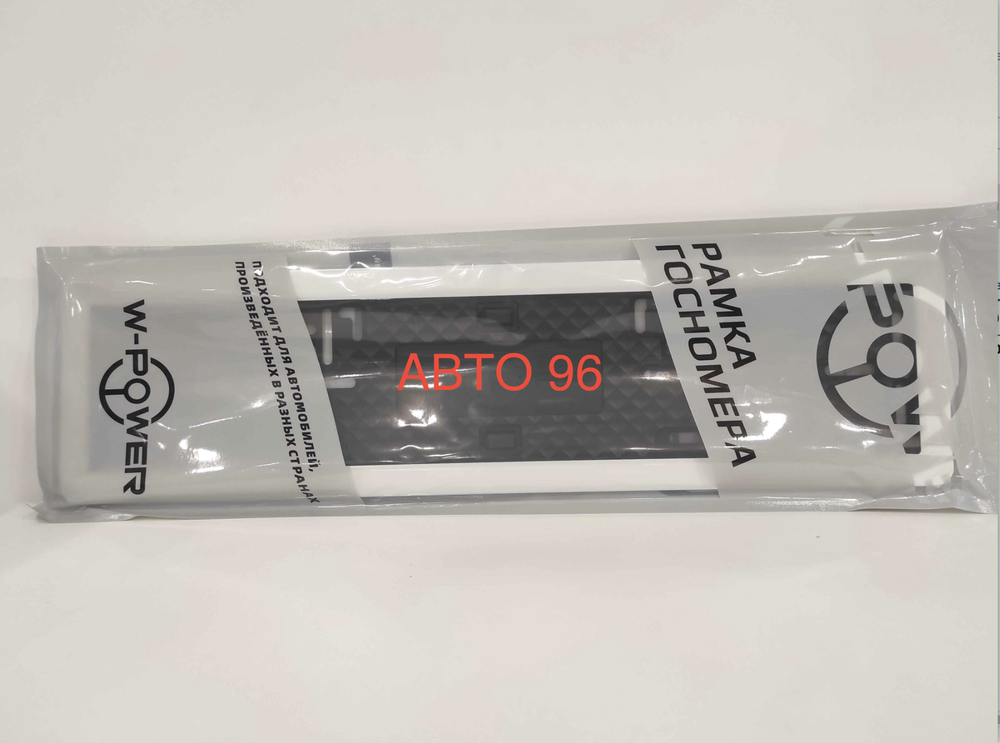 W-POWER
ПОДХОДИТ ДЛЯ АВТОМОБИЛЕЙ,
ПРОИЗВЕДЁННЫХ В РАЗНЫХ СТРАНАХ
АВТО 96
РАМКА
ГОСНОМЕРА